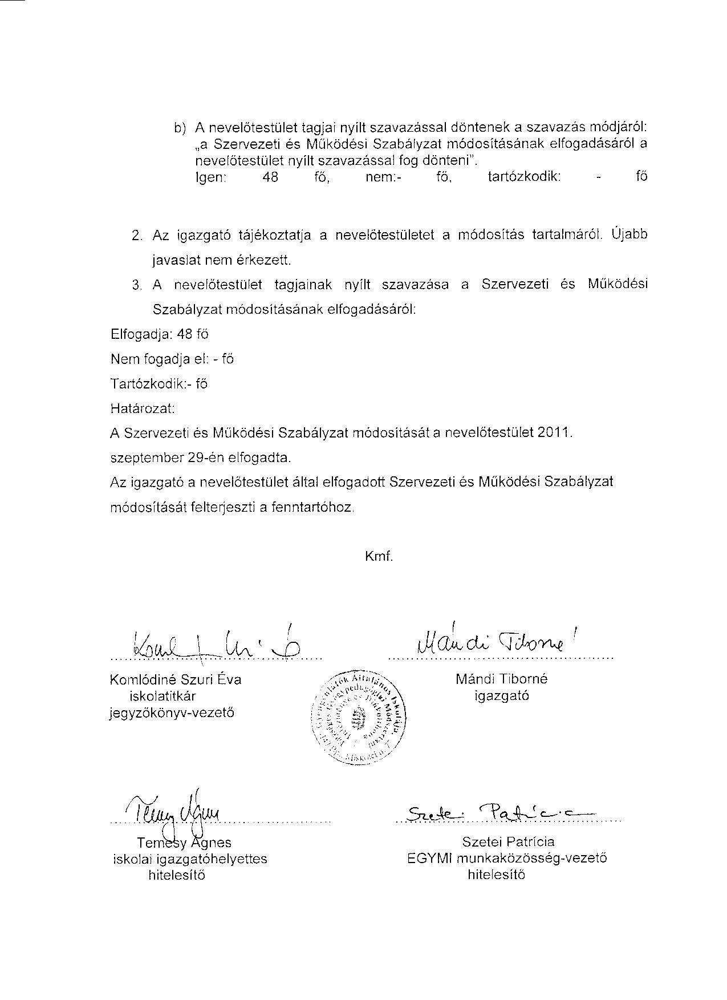 b) A nevelőtestület tagjai nyílt szavazással döntenek a szavazás módjáról:
„a Szervezeti és Működési Szabályzat módosításának elfogadásáról a
nevelőtestület nyílt szavazással fog dönteni”.
Igen: 48 fő, nem:- fő, tartózkodik: - fő
2. Az igazgató tájékoztatja a nevelőtestületet a módosítás tartalmáról. Újabb
javaslat nem érkezett.
3. A nevelőtestület tagjainak nyílt szavazása a Szervezeti és Működési
Szabályzat módosításának elfogadásáról:
Elfogadja: 48 fő
Nem fogadja el: - fő
Tartózkodik:- fő
Határozat:
A Szervezeti és Működési Szabályzat módosítását a nevelőtestület 2011.
szeptember 29-én elfogadta.
Az igazgató a nevelőtestület által elfogadott Szervezeti és Működési Szabályzat
módosítását felterjeszti a fenntartóhoz.
Kmf.
Mándi Tiborné
Komlódiné Szuri Éva Mándi Tiborné
iskolatitkár igazgató
jegyzőkönyv-vezető
Szetei Patrícia
Temesy Ágnes Szetei Patrícia
iskolai igazgatóhelyettes EGYMI munkaközösség-vezető
hitelesítő hitelesítő